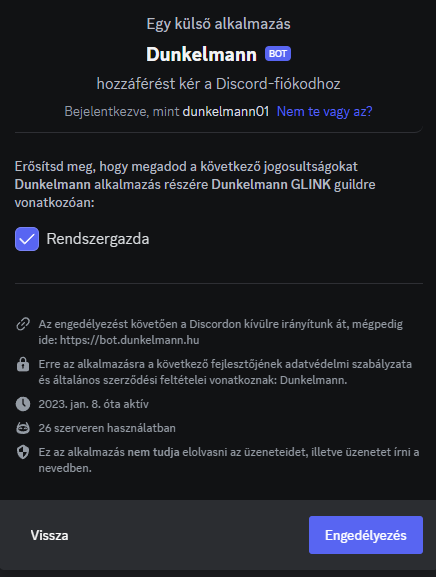 Egy külső alkalmazás
Dunkelmann BOT
hozzáférést kér a Discord-fiókodhoz
Bejelentkezve, mint dunkelmann01 Nem te vagy az?
Erősítsd meg, hogy megadod a következő jogosultságokat
Dunkelmann alkalmazás részére Dunkelmann GLINK guildre
vonatkozóan:
Rendszergazda
Az engedélyezést követően a Discordon kívülre irányítunk át, mégpedig
ide: https://bot.dunkelmann.hu
Erre az alkalmazásra a következő fejlesztőjének adatvédelmi szabályzata
és általános szerződési feltételei vonatkoznak: Dunkelmann.
2023. jan. 8. óta aktív
26 szerveren használatban
Ez az alkalmazás nem tudja elolvasni az üzeneteidet, illetve üzenetet írni a
nevedben.
Vissza
Engedélyezés